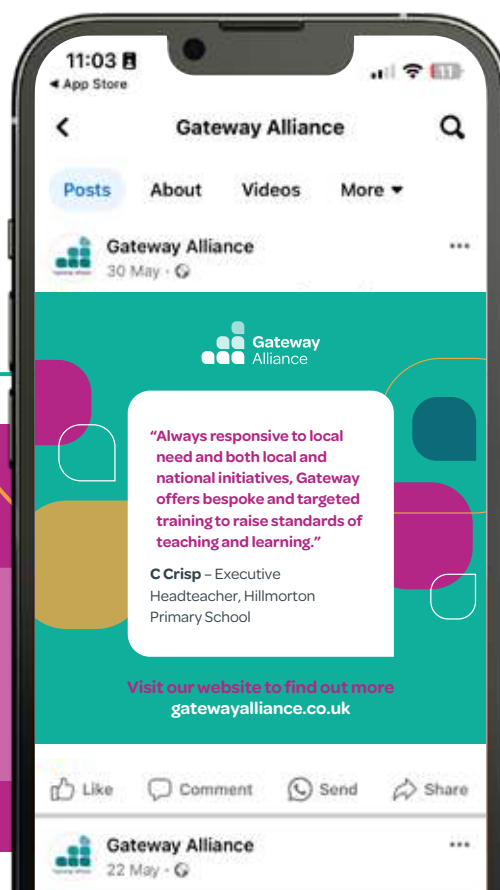 11:03
◀ App Store
11
Gateway Alliance
Posts About Videos More
Gateway Alliance
30 May ·
Gateway
Alliance
“Always responsive to local
need and both local and
national initiatives, Gateway
offers bespoke and targeted
training to raise standards of
teaching and learning.”
C Crisp – Executive
Headteacher, Hillmorton
Primary School
Visit our website to find out more
gatewayalliance.co.uk
Like Comment Send Share
Gateway Alliance
22 May ·